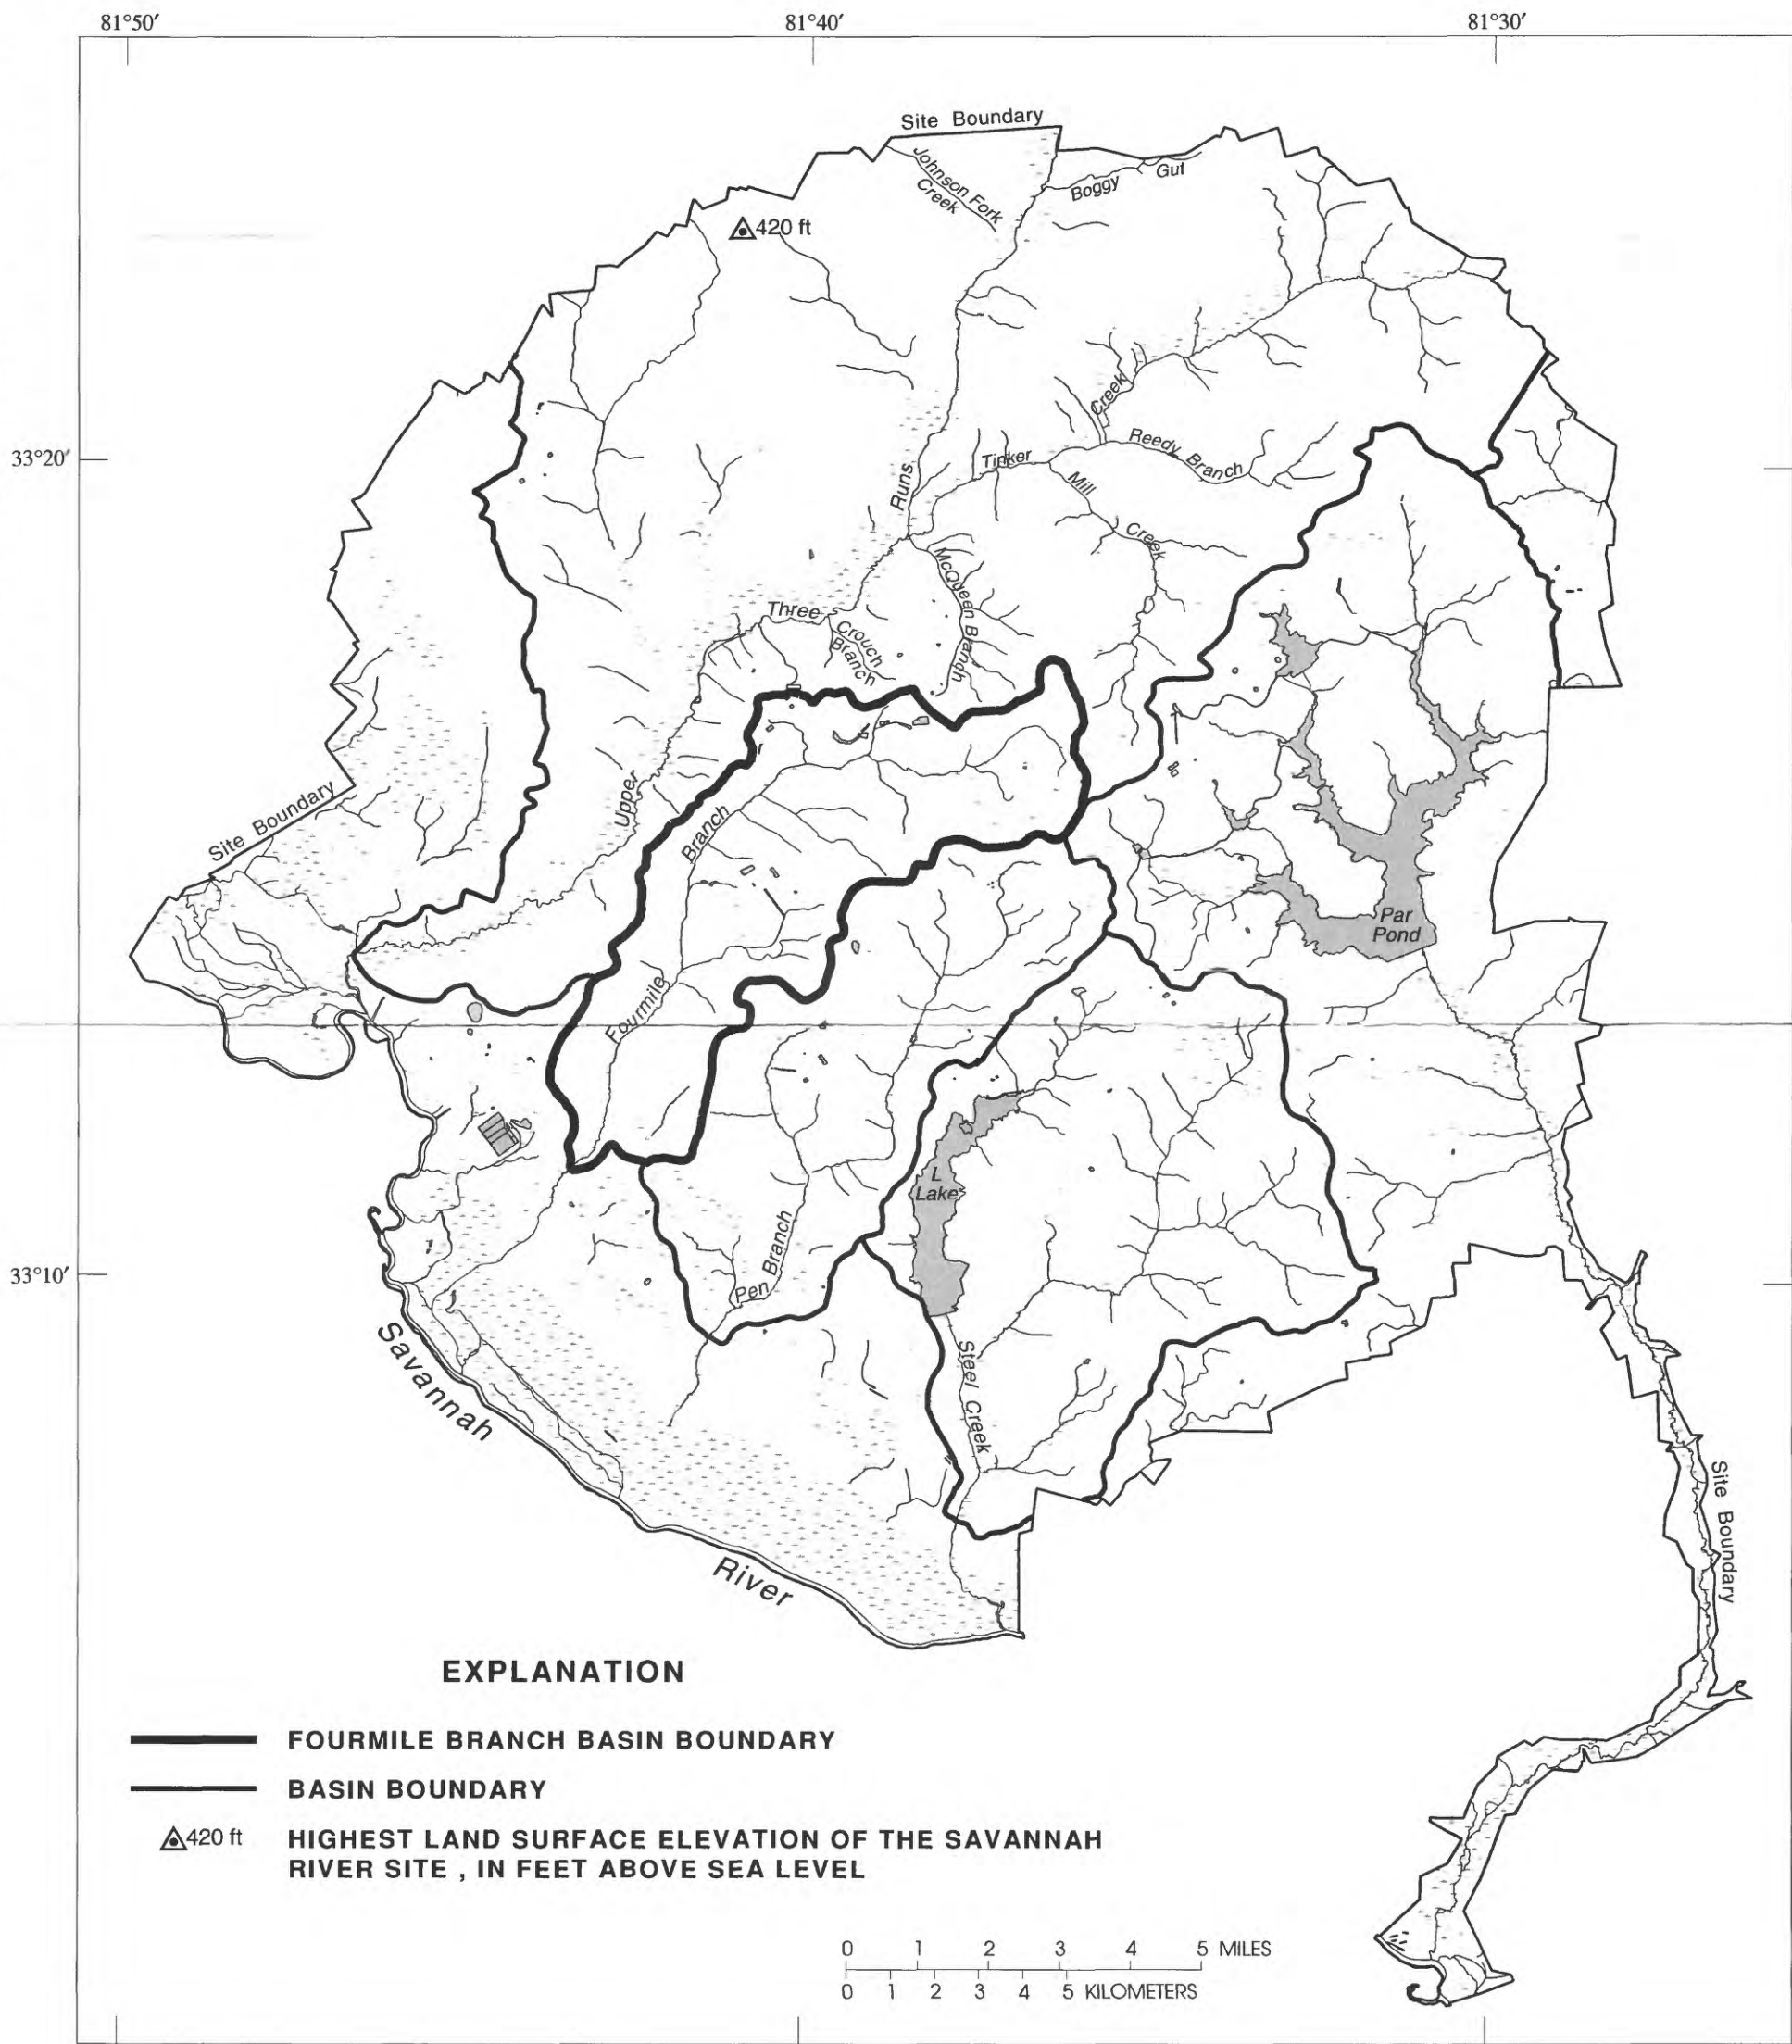 81°50′
81°40′
81°30′
Site Boundary
Johnson Fork
Creek
Boggy Gut
420 ft
Creek
33°20′
Runs
Tinker
Reedy Branch
Mill
Creek
McQueen Branch
Three
Crouch
Branch
Upper
Site Boundary
Branch
Par
Pond
Fourmile
L
Lake
Pen Branch
33°10′
Savannah
Steel Creek
Site Boundary
River
EXPLANATION
FOURMILE BRANCH BASIN BOUNDARY
BASIN BOUNDARY
420 ft
HIGHEST LAND SURFACE ELEVATION OF THE SAVANNAH
RIVER SITE , IN FEET ABOVE SEA LEVEL
0 1 2 3 4 5 MILES
0 1 2 3 4 5 KILOMETERS